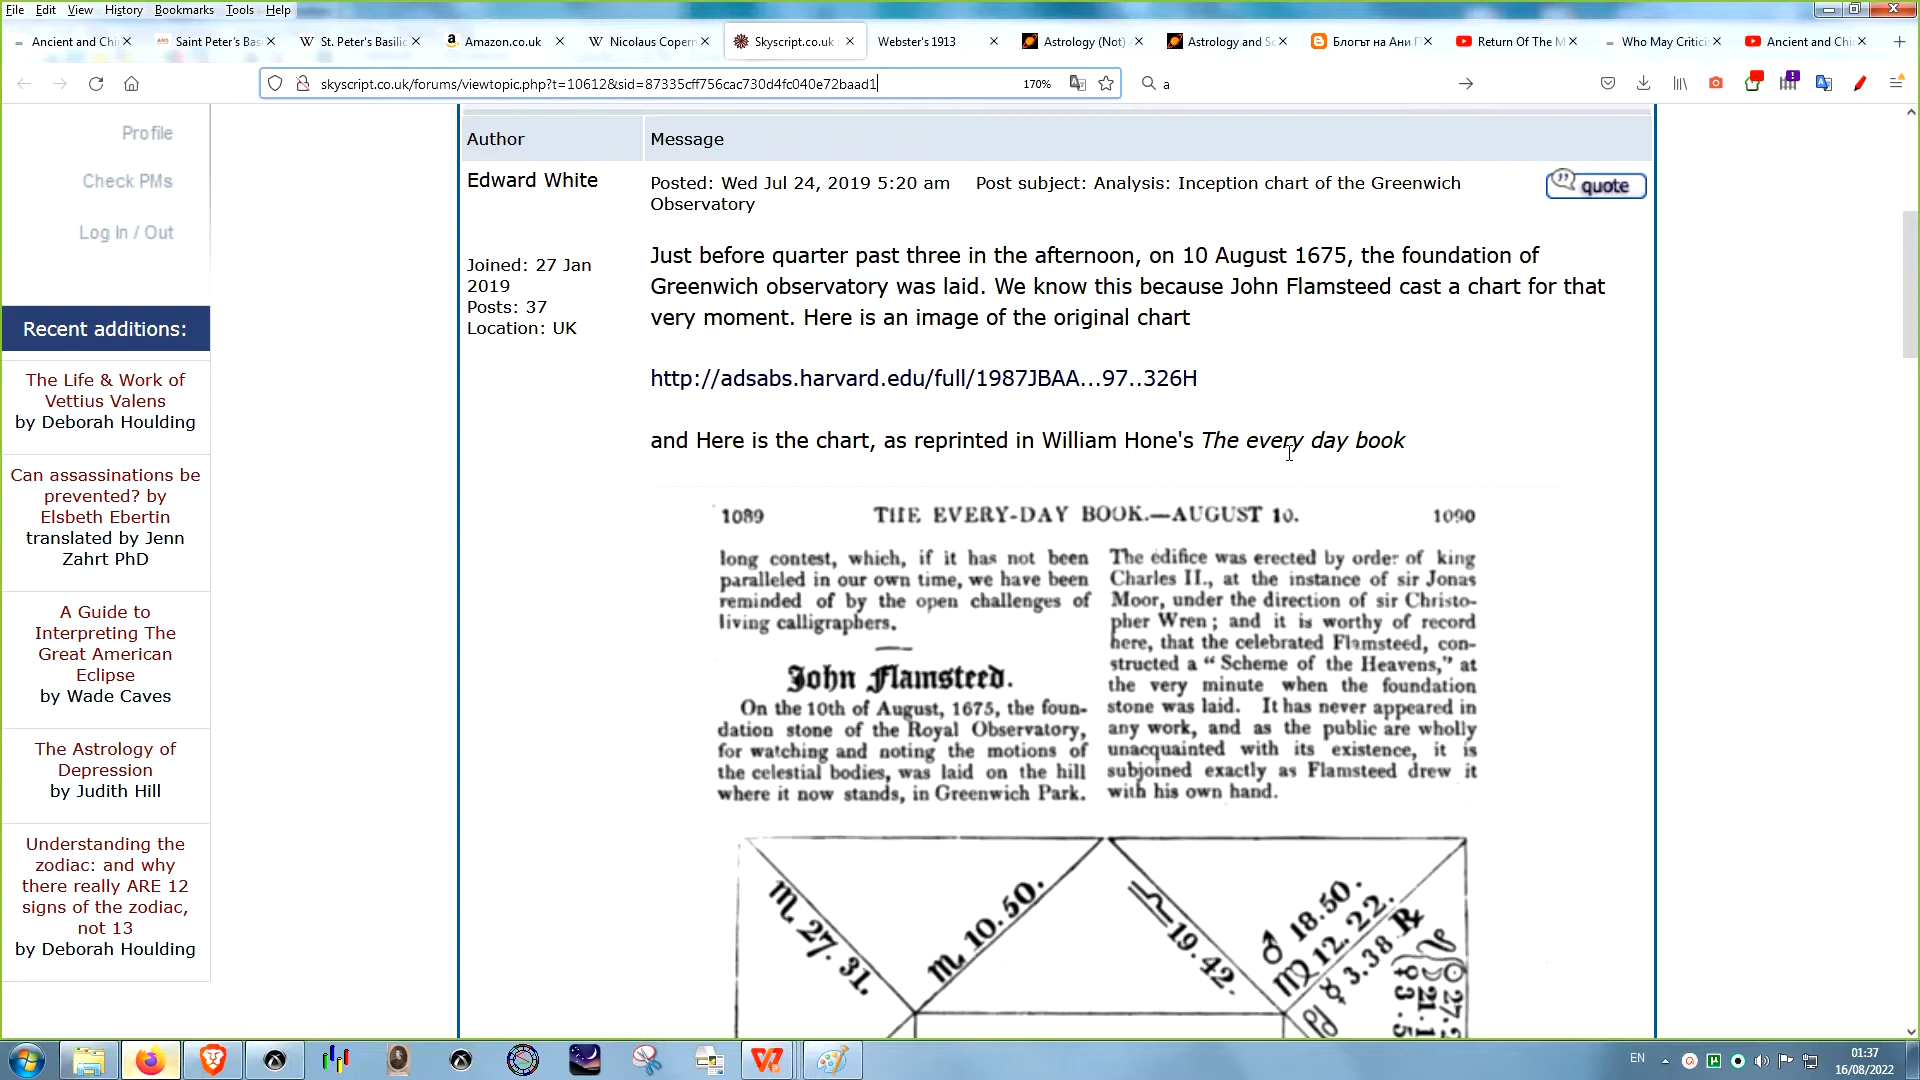 File Edit View History Bookmarks Tools Help
Ancient and Chi
Saint Peter's Bas
St. Peter's Basilic
Amazon.co.uk
Nicolaus Copern
Skyscript.co.uk
Webster's 1913
Astrology (Not)
Astrology and S
Блогът на Ани Г
Return Of The M
Who May Critici
Ancient and Chi
skyscript.co.uk/forums/viewtopic.php?t=10612&sid=87335cff756cac730d4fc040e72baad1
170%
a
Profile
Check PMs
Log In / Out
Recent additions:
The Life & Work of
Vettius Valens
by Deborah Houlding
Can assassinations be
prevented? by
Elsbeth Ebertin
translated by Jenn
Zahrt PhD
A Guide to
Interpreting The
Great American
Eclipse
by Wade Caves
The Astrology of
Depression
by Judith Hill
Understanding the
zodiac: and why
there really ARE 12
signs of the zodiac,
not 13
by Deborah Houlding
Author
Message
Edward White
Joined: 27 Jan
2019
Posts: 37
Location: UK
Posted: Wed Jul 24, 2019 5:20 am Post subject: Analysis: Inception chart of the Greenwich
Observatory
quote
Just before quarter past three in the afternoon, on 10 August 1675, the foundation of
Greenwich observatory was laid. We know this because John Flamsteed cast a chart for that
very moment. Here is an image of the original chart
http://adsabs.harvard.edu/full/1987JBAA...97..326H
and Here is the chart, as reprinted in William Hone's The every day book
1089 THE EVERY-DAY BOOK.—AUGUST 10. 1090
long contest, which, if it has not been
paralleled in our own time, we have been
reminded of by the open challenges of
living calligraphers.
John Flamsteed.
On the 10th of August, 1675, the foun-
dation stone of the Royal Observatory,
for watching and noting the motions of
the celestial bodies, was laid on the hill
where it now stands, in Greenwich Park.
The edifice was erected by order of king
Charles II., at the instance of sir Jonas
Moor, under the direction of sir Christo-
pher Wren; and it is worthy of record
here, that the celebrated Flamsteed, con-
structed a “ Scheme of the Heavens,” at
the very minute when the foundation
stone was laid. It has never appeared in
any work, and as the public are wholly
unacquainted with its existence, it is
subjoined exactly as Flamsteed drew it
with his own hand.
♏ 27. 31.
♏ 10. 50.
♎ 19. 42.
♂ 18. 50.
♍ 12. 22.
☿ 3.38 ℞
EN
01:37
16/08/2022